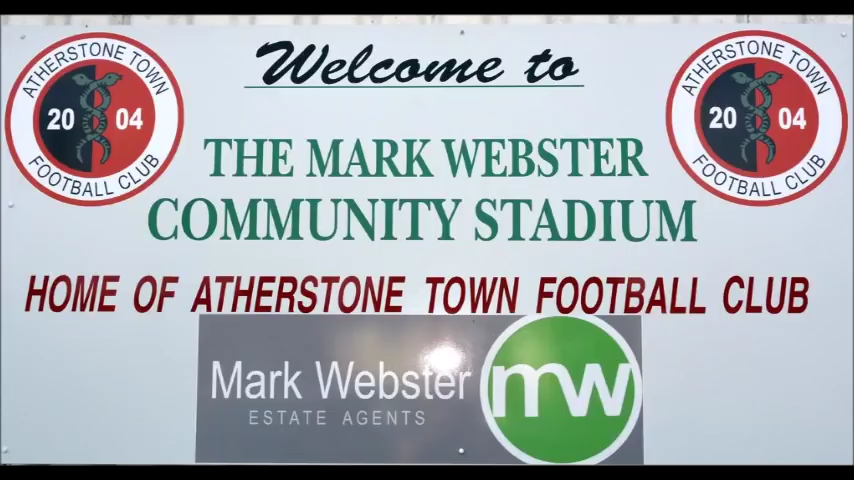 Welcome to
ATHERSTONE TOWN
20 04
FOOTBALL CLUB
ATHERSTONE TOWN
20 04
FOOTBALL CLUB
THE MARK WEBSTER
COMMUNITY STADIUM
HOME OF ATHERSTONE TOWN FOOTBALL CLUB
Mark Webster
ESTATE AGENTS
mw